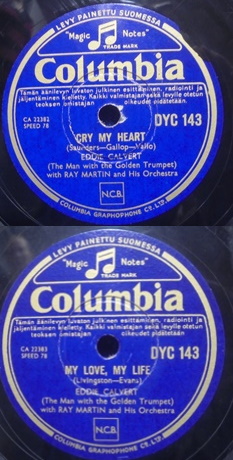 LEVY PAINETTU SUOMESSA
"Magic Notes"
TRADE MARK
Columbia
Tämän äänilevyn luvaton julkinen esittäminen, radiointi ja
jäljentäminen kielletty. Kaikki valmistajan sekä levylle otetun
teoksen omistajan oikeudet pidätetään.
CA 22382
SPEED 78
DYC 143
CRY MY HEART
(Saunders-Gallop-Valfo)
EDDIE CALVERT
(The Man with the Golden Trumpet)
with RAY MARTIN and His Orchestra
N.C.B.
COLUMBIA GRAPHOPHONE CY. LTD.
LEVY PAINETTU SUOMESSA
"Magic Notes"
TRADE MARK
Columbia
Tämän äänilevyn luvaton julkinen esittäminen, radiointi ja
jäljentäminen kielletty. Kaikki valmistajan sekä levylle otetun
teoksen omistajan oikeudet pidätetään.
CA 22383
SPEED 78
DYC 143
MY LOVE, MY LIFE
(Livingston-Evans)
EDDIE CALVERT
(The Man with the Golden Trumpet)
with RAY MARTIN and His Orchestra
N.C.B.
COLUMBIA GRAPHOPHONE CY. LTD.